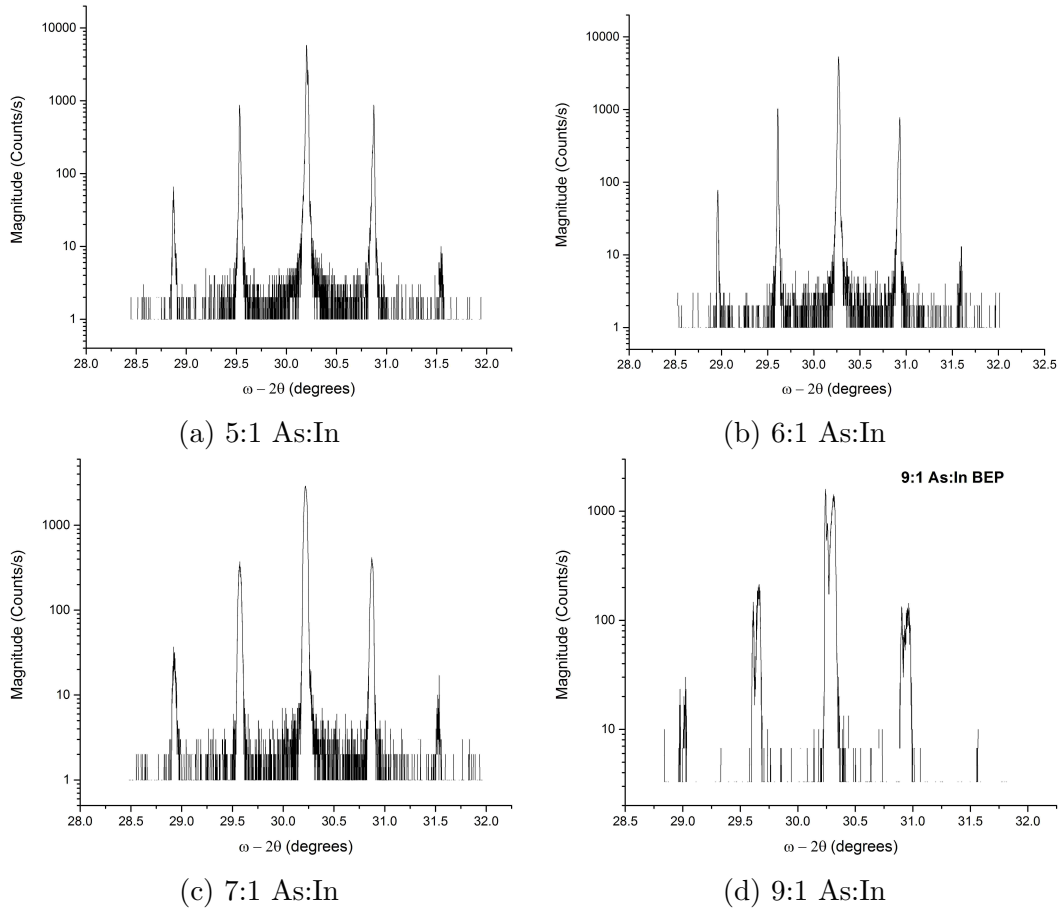 10000
1000
100
10
1
Magnitude (Counts/s)
28.0 28.5 29.0 29.5 30.0 30.5 31.0 31.5 32.0
ω – 2θ (degrees)
(a) 5:1 As:In
10000
1000
100
10
1
Magnitude (Counts/s)
28.0 28.5 29.0 29.5 30.0 30.5 31.0 31.5 32.0 32.5
ω – 2θ (degrees)
(b) 6:1 As:In
1000
100
10
1
Magnitude (Counts/s)
28.0 28.5 29.0 29.5 30.0 30.5 31.0 31.5 32.0
ω – 2θ (degrees)
(c) 7:1 As:In
9:1 As:In BEP
1000
100
10
Magnitude (Counts/s)
28.5 29.0 29.5 30.0 30.5 31.0 31.5 32.0
ω – 2θ (degrees)
(d) 9:1 As:In